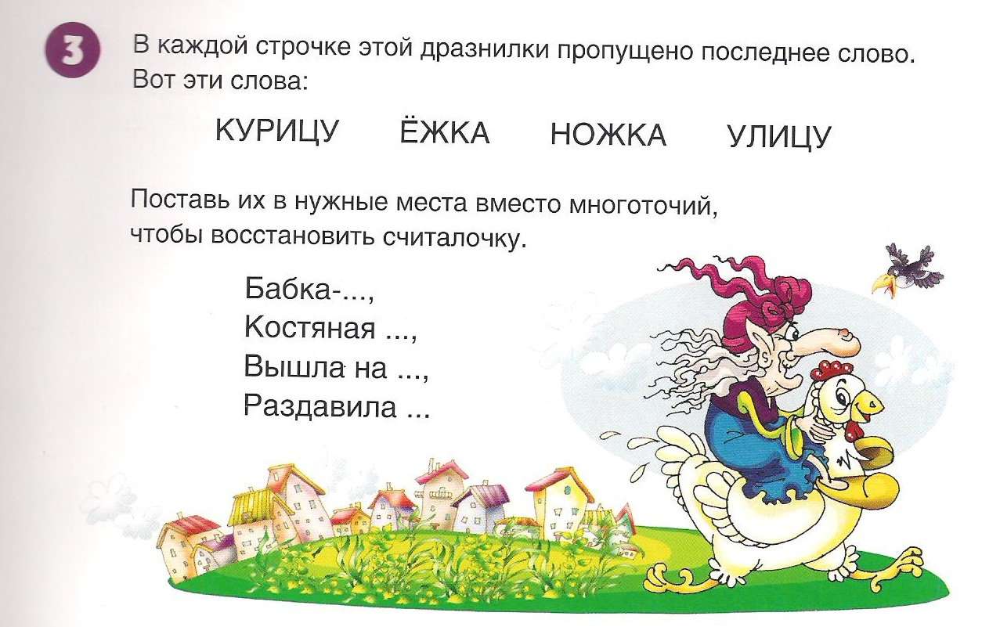 3
В каждой строчке этой дразнилки пропущено последнее слово.
Вот эти слова:
КУРИЦУ ЁЖКА НОЖКА УЛИЦУ
Поставь их в нужные места вместо многоточий,
чтобы восстановить считалочку.
Бабка-...,
Костяная ...,
Вышла на ...,
Раздавила ...